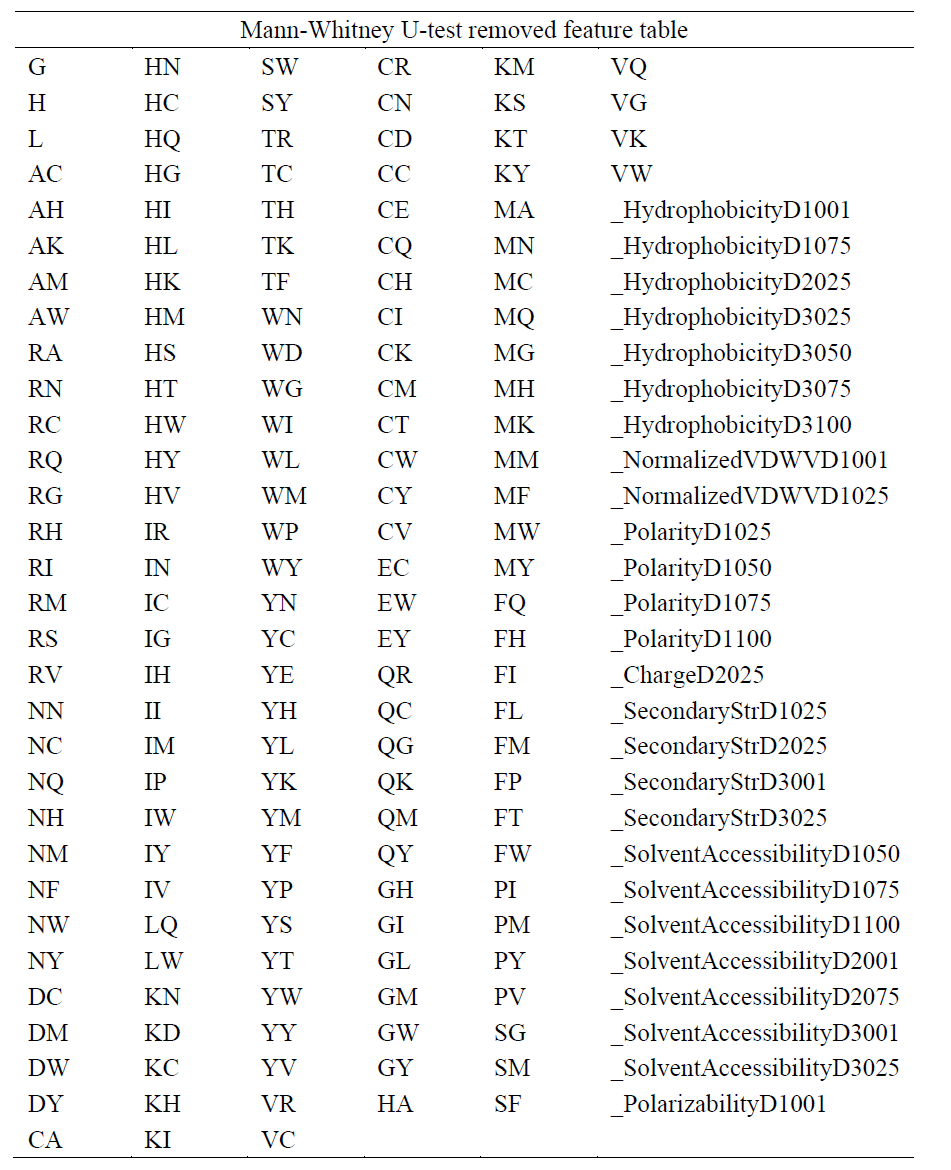 Mann-Whitney U-test removed feature table
G HN SW CR KM VQ
H HC SY CN KS VG
L HQ TR CD KT VK
AC HG TC CC KY VW
AH HI TH CE MA _HydrophobicityD1001
AK HL TK CQ MN _HydrophobicityD1075
AM HK TF CH MC _HydrophobicityD2025
AW HM WN CI MQ _HydrophobicityD3025
RA HS WD CK MG _HydrophobicityD3050
RN HT WG CM MH _HydrophobicityD3075
RC HW WI CT MK _HydrophobicityD3100
RQ HY WL CW MM _NormalizedVDWVD1001
RG HV WM CY MF _NormalizedVDWVD1025
RH IR WP CV MW _PolarityD1025
RI IN WY EC MY _PolarityD1050
RM IC YN EW FQ _PolarityD1075
RS IG YC EY FH _PolarityD1100
RV IH YE QR FI _ChargeD2025
NN II YH QC FL _SecondaryStrD1025
NC IM YL QG FM _SecondaryStrD2025
NQ IP YK QK FP _SecondaryStrD3001
NH IW YM QM FT _SecondaryStrD3025
NM IY YF QY FW _SolventAccessibilityD1050
NF IV YP GH PI _SolventAccessibilityD1075
NW LQ YS GI PM _SolventAccessibilityD1100
NY LW YT GL PY _SolventAccessibilityD2001
DC KN YW GM PV _SolventAccessibilityD2075
DM KD YY GW SG _SolventAccessibilityD3001
DW KC YV GY SM _SolventAccessibilityD3025
DY KH VR HA SF _PolarizabilityD1001
CA KI VC